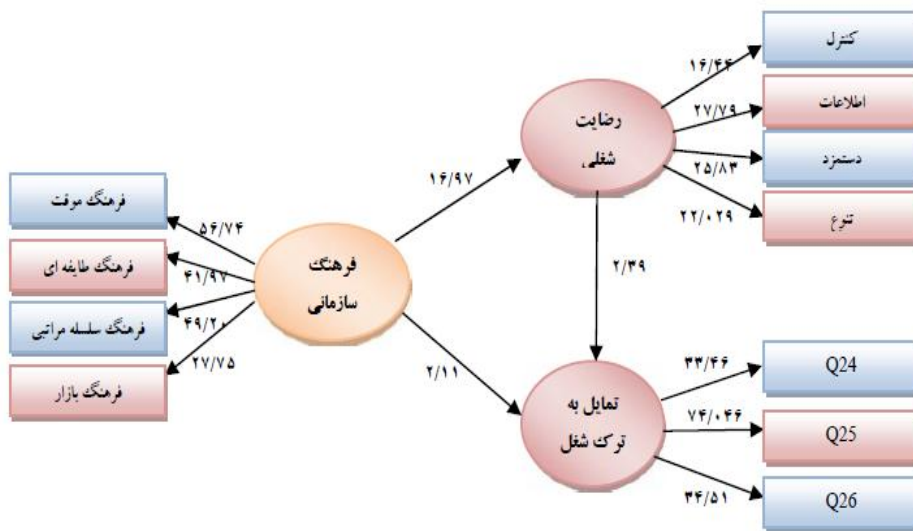 کنترل
۱۶/۴۴
اطلاعات
۲۷/۷۹
رضایت
شغلی
دستمزد
۲۵/۸۳
تنوع
۲۲/۰۲۹
۱۶/۹۷
فرهنگ موقت
۵۶/۷۴
فرهنگ طایفه ای
۴۱/۹۷
فرهنگ
سازمانی
فرهنگ سلسله مراتبی
۴۹/۲۰
فرهنگ بازار
۲۷/۷۵
۲/۳۹
۲/۱۱
تمایل به
ترک شغل
Q24
۳۳/۴۶
Q25
۷۴/۰۴۶
Q26
۳۴/۵۱